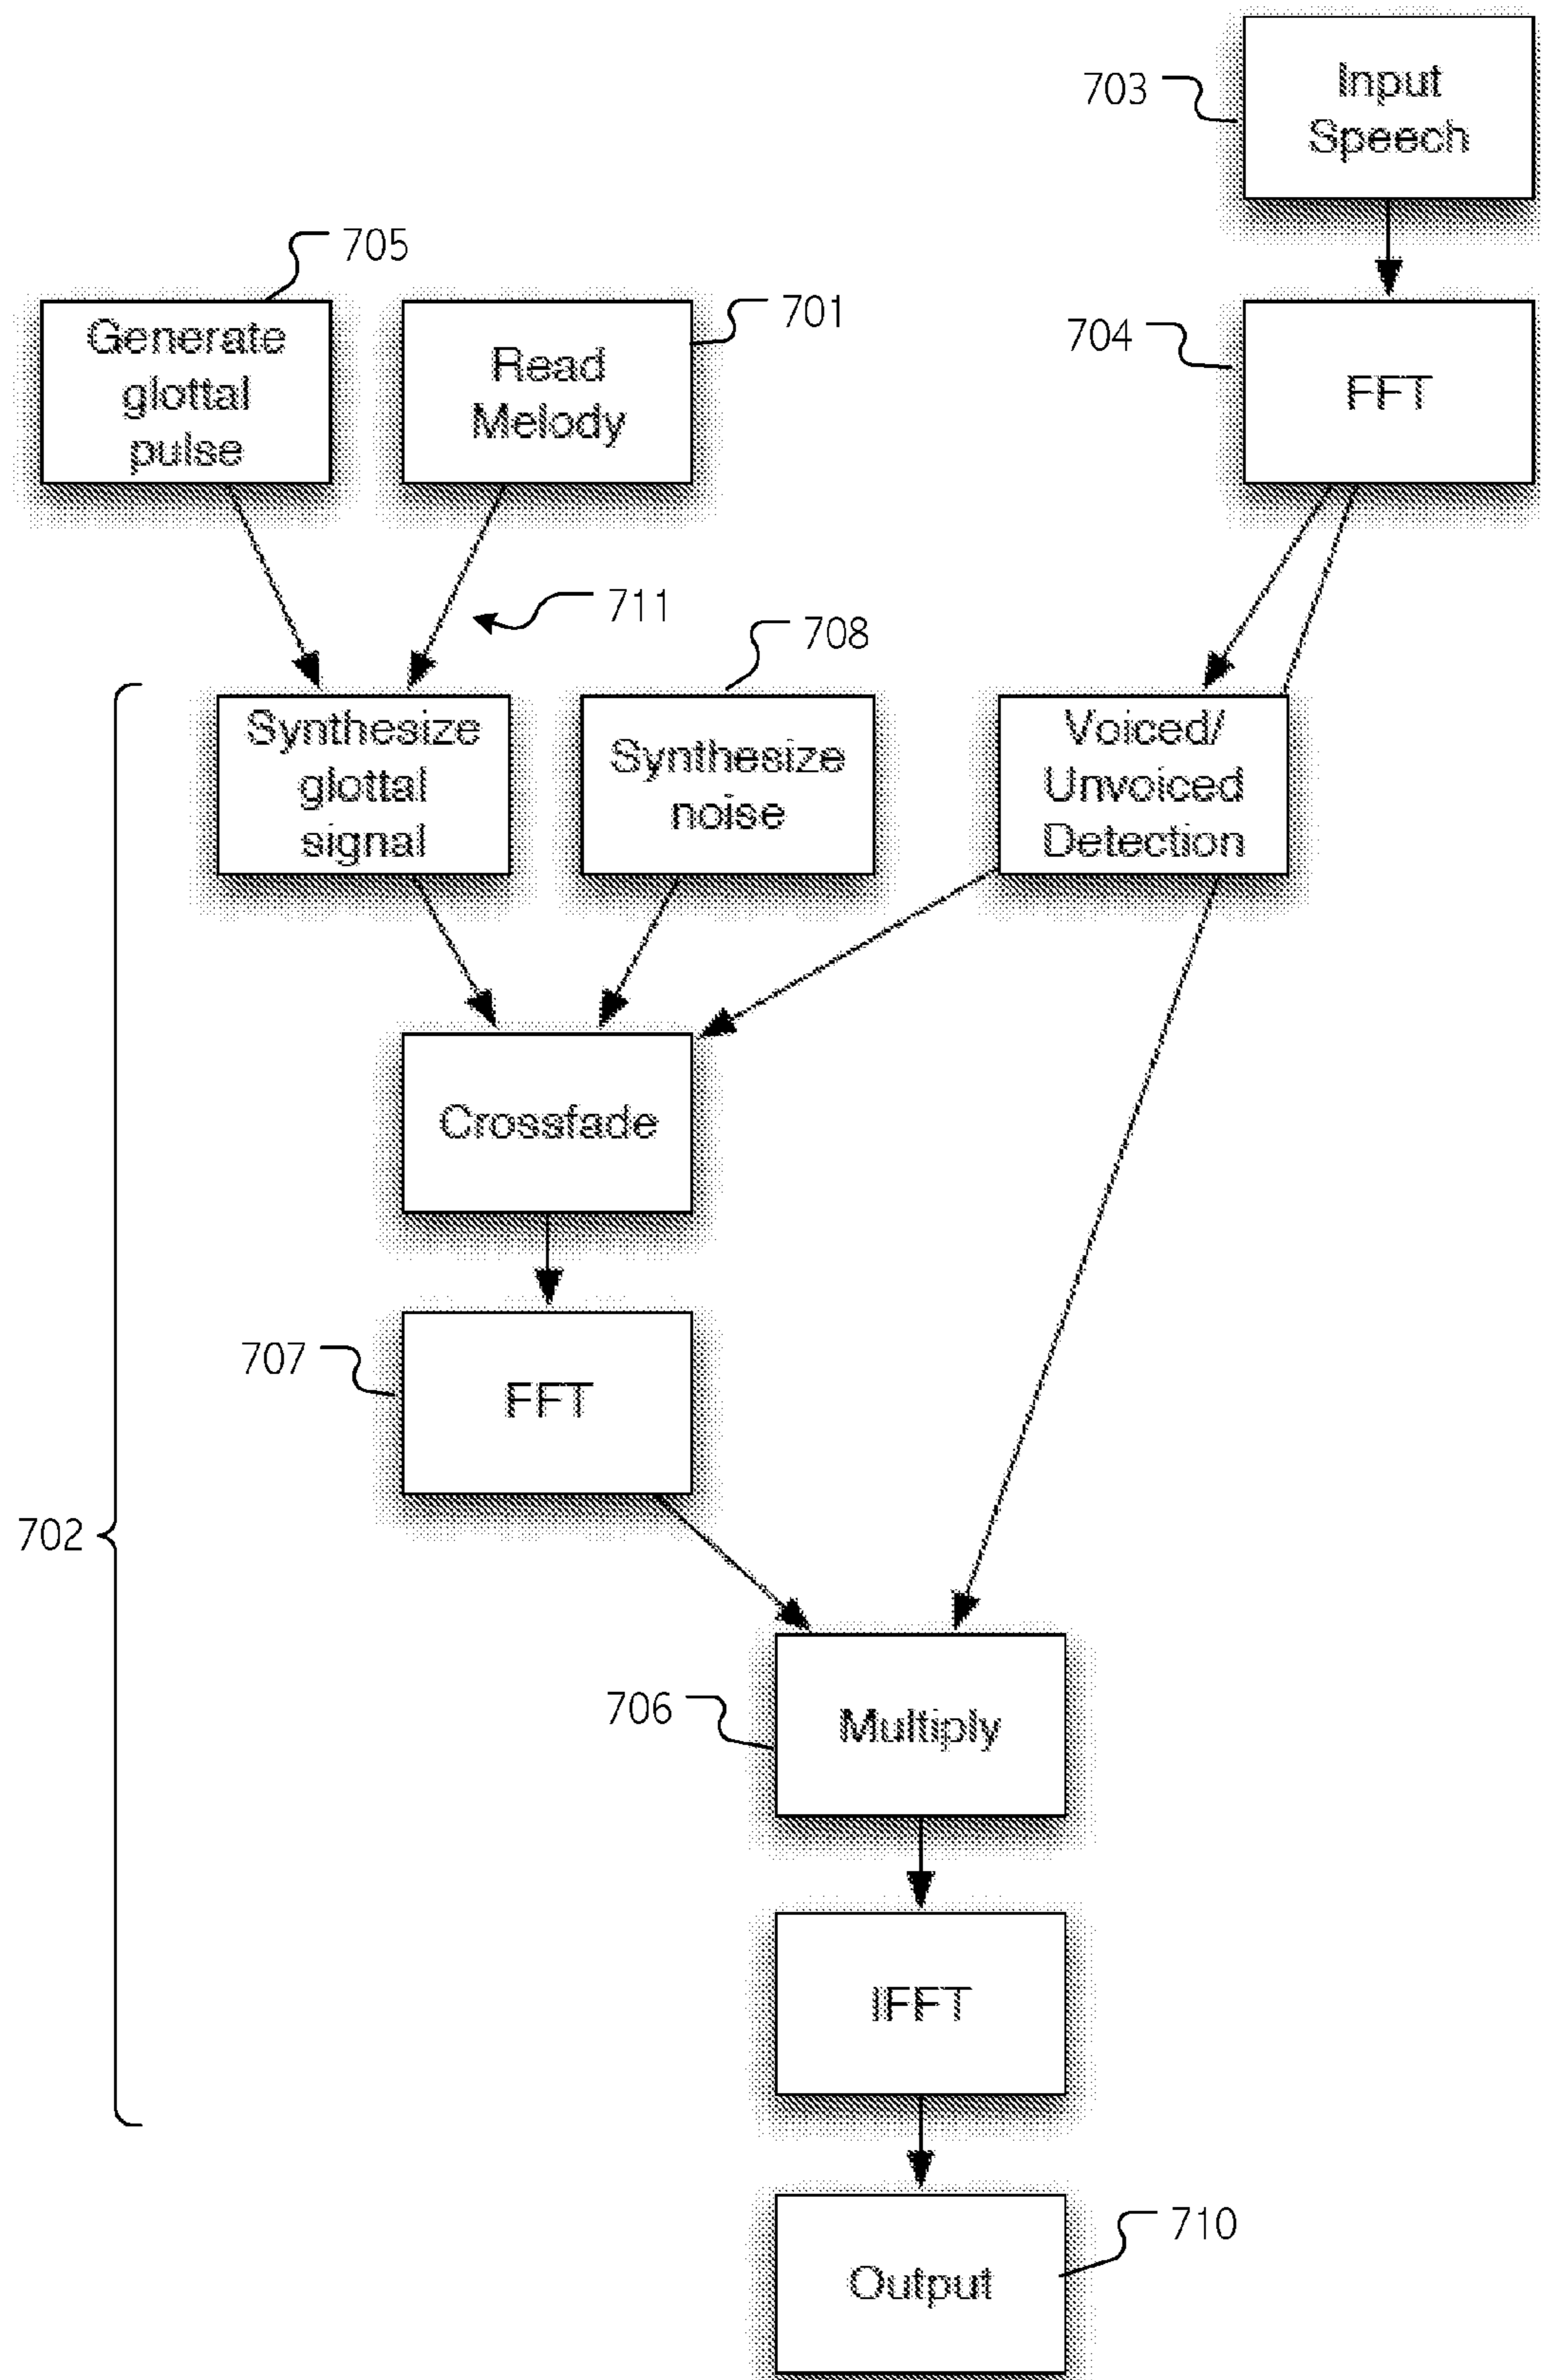 703
Input
Speech
705
701
704
Generate
glottal
pulse
Read
Melody
FFT
711
708
Synthesize
glottal
signal
Synthesize
noise
Voiced/
Unvoiced
Detection
Crossfade
707
FFT
702
706
Multiply
IFFT
710
Output